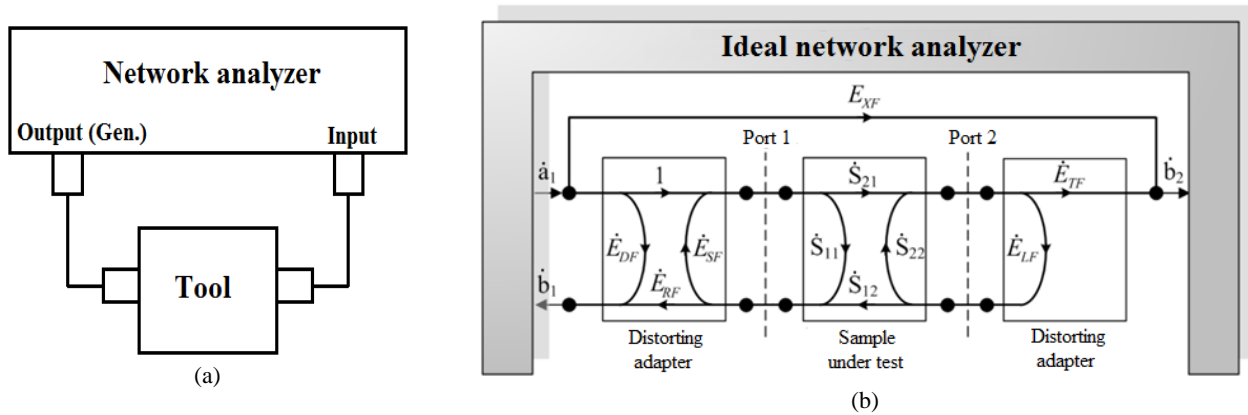 Network analyzer
Output (Gen.)
Input
Tool
(a)
Ideal network analyzer
E_XF
Port 1
Port 2
ȧ₁
1
Ṡ₂₁
Ė_TF
ḃ₂
Ė_DF
Ė_SF
Ṡ₁₁
Ṡ₂₂
Ė_LF
ḃ₁
Ė_RF
Ṡ₁₂
Distorting
adapter
Sample
under test
Distorting
adapter
(b)